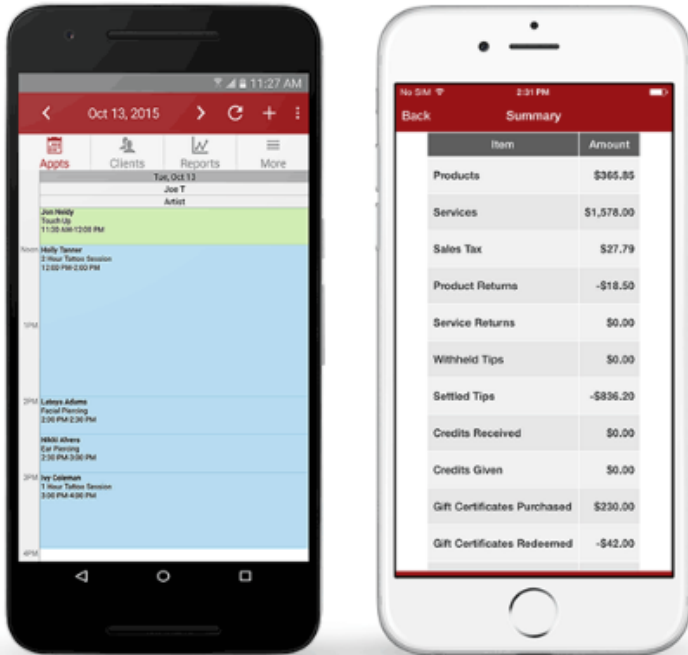 11:27 AM
Oct 13, 2015
Appts Clients Reports More
Tue, Oct 13
Joe T
Artist
Jon Heidy
Touch Up
11:30 AM-12:00 PM
Noon
Holly Tanner
2 Hour Tattoo Session
12:00 PM-2:00 PM
1PM
2PM
Latoya Adams
Facial Piercing
2:00 PM-2:30 PM
Nikki Alvers
Ear Piercing
2:30 PM-3:00 PM
3PM
Ivy Coleman
1 Hour Tattoo Session
3:00 PM-4:00 PM
4PM
No SIM 2:31 PM
Back Summary
Item Amount
Products $365.85
Services $1,578.00
Sales Tax $27.79
Product Returns -$18.50
Service Returns $0.00
Withheld Tips $0.00
Settled Tips -$836.20
Credits Received $0.00
Credits Given $0.00
Gift Certificates Purchased $230.00
Gift Certificates Redeemed -$42.00